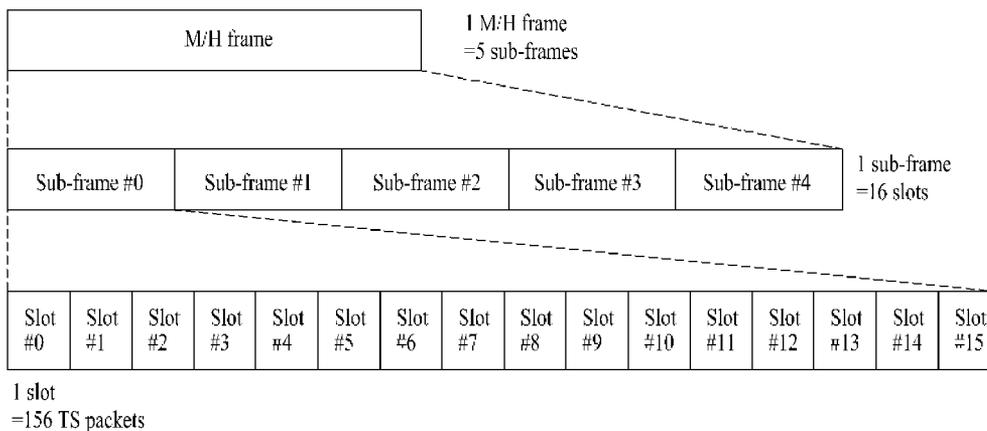 M/H frame
1 M/H frame
=5 sub-frames
Sub-frame #0
Sub-frame #1
Sub-frame #2
Sub-frame #3
Sub-frame #4
1 sub-frame
=16 slots
Slot
#0
Slot
#1
Slot
#2
Slot
#3
Slot
#4
Slot
#5
Slot
#6
Slot
#7
Slot
#8
Slot
#9
Slot
#10
Slot
#11
Slot
#12
Slot
#13
Slot
#14
Slot
#15
1 slot
=156 TS packets